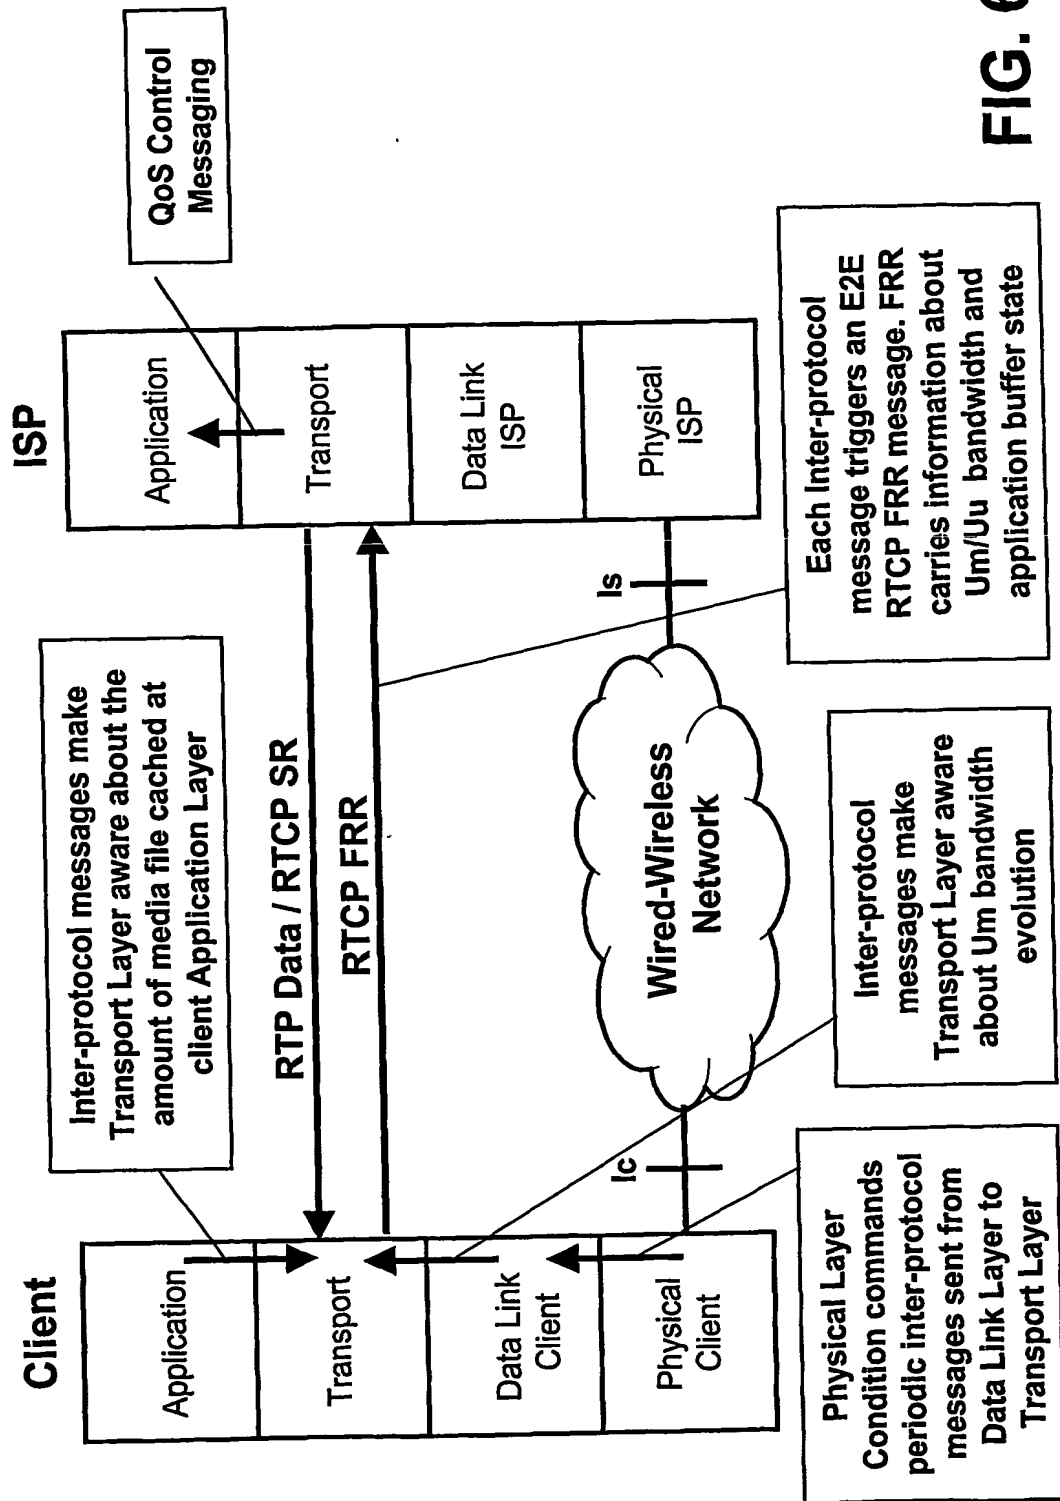 Client
ISP
Application
Transport
Data Link
Client
Physical
Client
Application
Transport
Data Link
ISP
Physical
ISP
Inter-protocol messages make
Transport Layer aware about the
amount of media file cached at
client Application Layer
QoS Control
Messaging
RTP Data / RTCP SR
RTCP FRR
Ic
Wired-Wireless
Network
Is
Physical Layer
Condition commands
periodic inter-protocol
messages sent from
Data Link Layer to
Transport Layer
Inter-protocol
messages make
Transport Layer aware
about Um bandwidth
evolution
Each Inter-protocol
message triggers an E2E
RTCP FRR message. FRR
carries information about
Um/Uu bandwidth and
application buffer state
FIG. 6